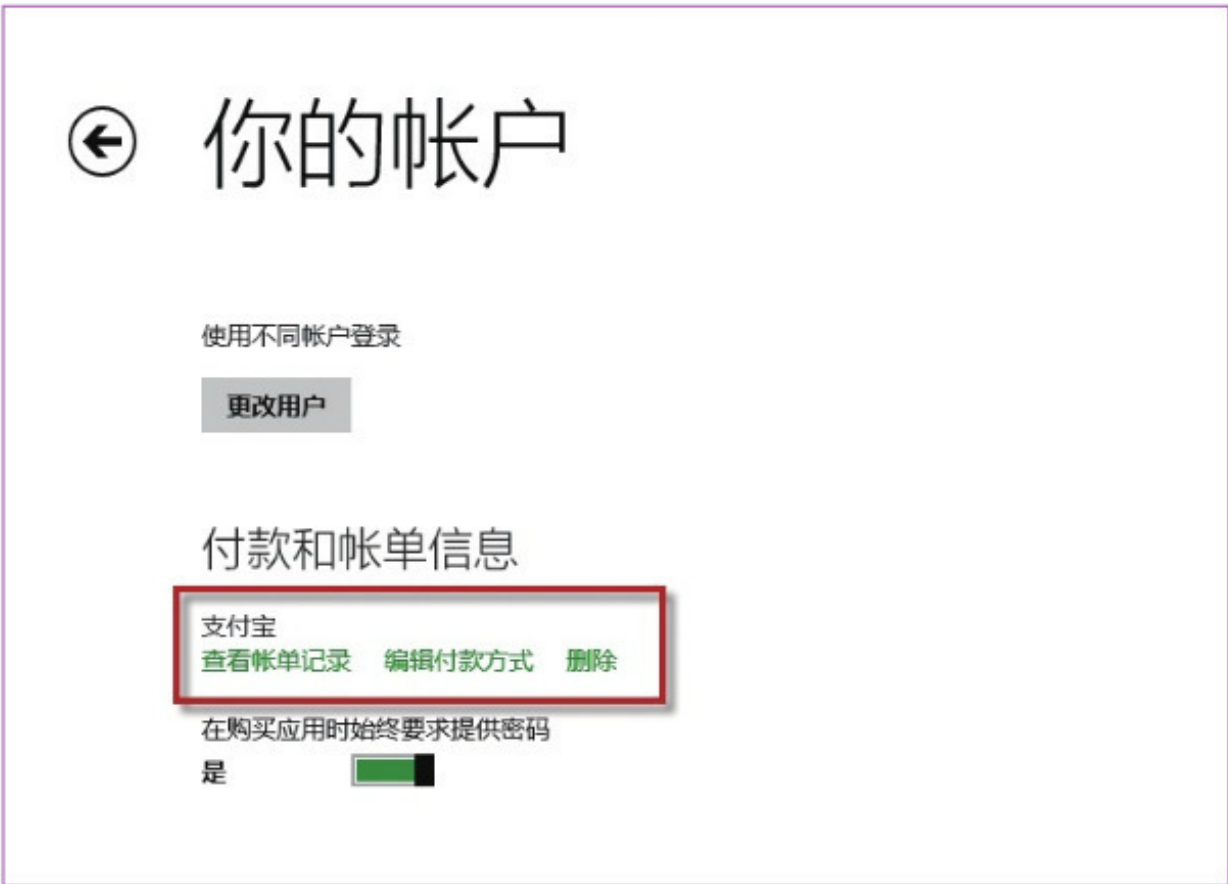 你的帐户
使用不同帐户登录
更改用户
付款和帐单信息
支付宝
查看帐单记录 编辑付款方式 删除
在购买应用时始终要求提供密码
是